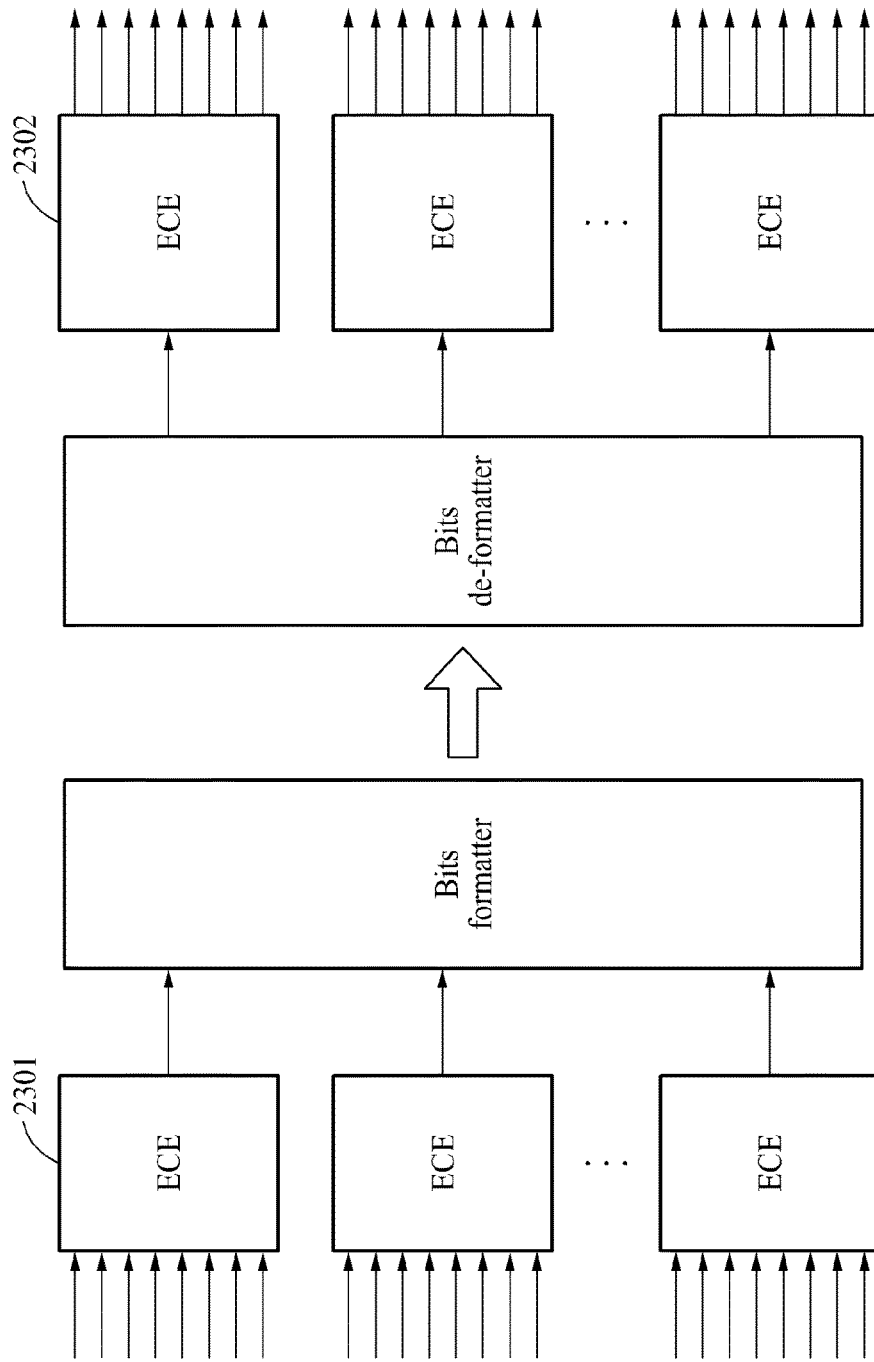 2301
ECE
ECE
. . .
ECE
Bits
formatter
Bits
de-formatter
2302
ECE
ECE
. . .
ECE